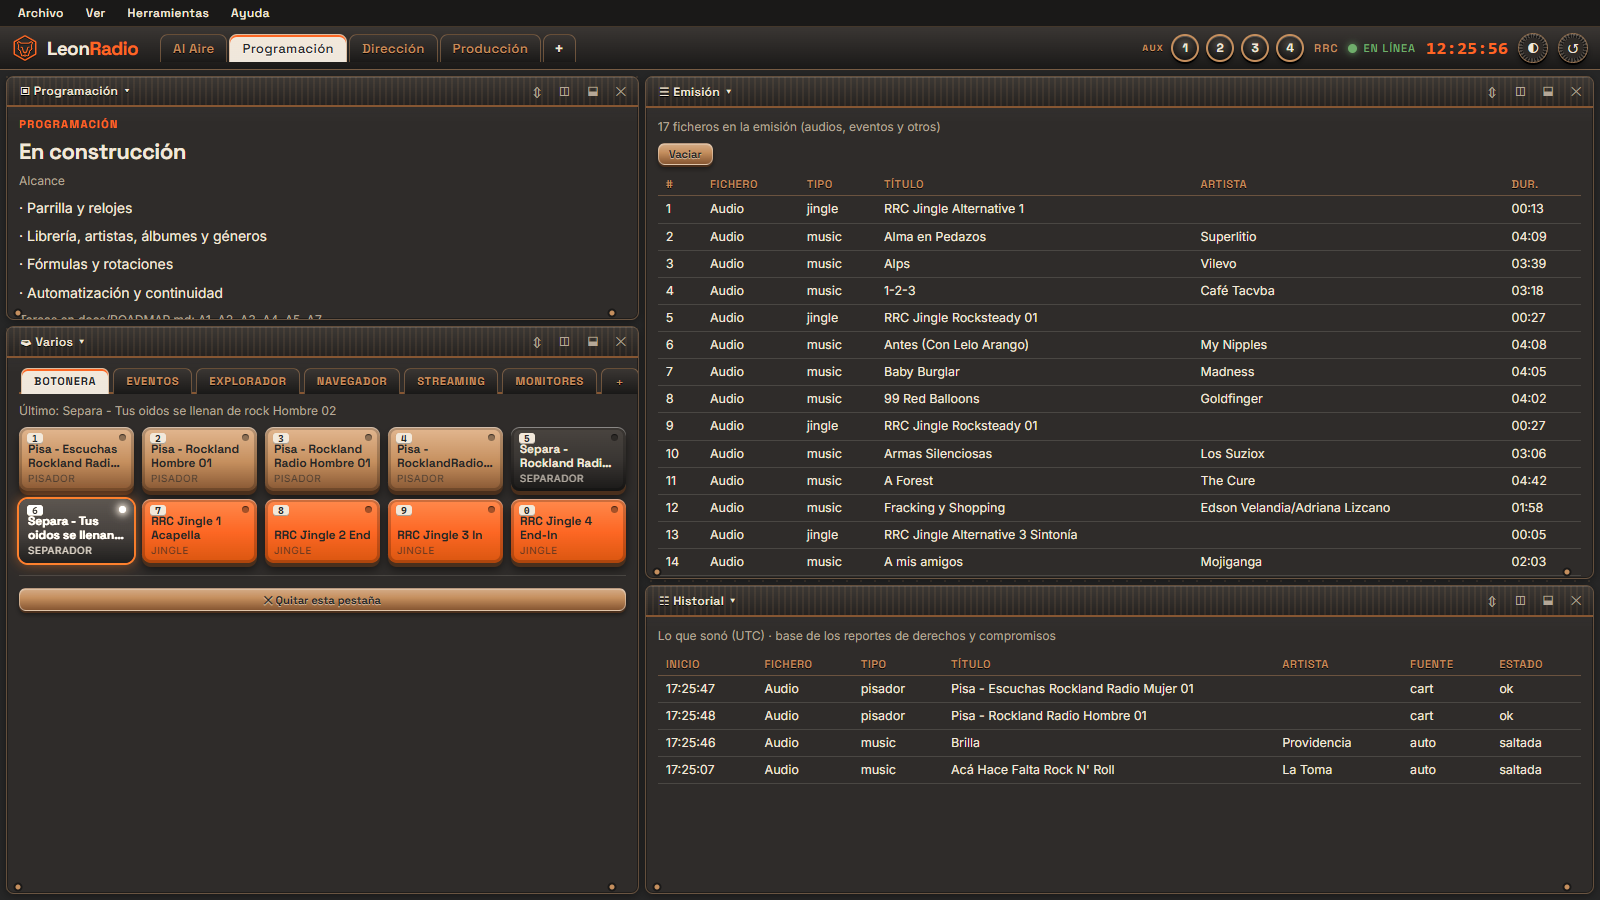 Archivo Ver Herramientas Ayuda
LeonRadio Al Aire Programación Dirección Producción + AUX 1 2 3 4 RRC EN LÍNEA 12:25:56
Programación
PROGRAMACIÓN
En construcción
Alcance
· Parrilla y relojes
· Librería, artistas, álbumes y géneros
· Fórmulas y rotaciones
· Automatización y continuidad
Varios
BOTONERA EVENTOS EXPLORADOR NAVEGADOR STREAMING MONITORES +
Último: Separa - Tus oidos se llenan de rock Hombre 02
1
Pisa - Escuchas
Rockland Radi...
PISADOR
2
Pisa - Rockland
Hombre 01
PISADOR
3
Pisa - Rockland
Radio Hombre 01
PISADOR
4
Pisa -
RocklandRadio...
PISADOR
5
Separa -
Rockland Radi...
SEPARADOR
6
Separa - Tus
oidos se llenan...
SEPARADOR
7
RRC Jingle 1
Acapella
JINGLE
8
RRC Jingle 2 End
JINGLE
9
RRC Jingle 3 In
JINGLE
0
RRC Jingle 4
End-In
JINGLE
Quitar esta pestaña
Emisión
17 ficheros en la emisión (audios, eventos y otros)
Vaciar
# FICHERO TIPO TÍTULO ARTISTA DUR.
1 Audio jingle RRC Jingle Alternative 1 00:13
2 Audio music Alma en Pedazos Superlitio 04:09
3 Audio music Alps Vilevo 03:39
4 Audio music 1-2-3 Café Tacvba 03:18
5 Audio jingle RRC Jingle Rocksteady 01 00:27
6 Audio music Antes (Con Lelo Arango) My Nipples 04:08
7 Audio music Baby Burglar Madness 04:05
8 Audio music 99 Red Balloons Goldfinger 04:02
9 Audio jingle RRC Jingle Rocksteady 01 00:27
10 Audio music Armas Silenciosas Los Suziox 03:06
11 Audio music A Forest The Cure 04:42
12 Audio music Fracking y Shopping Edson Velandia/Adriana Lizcano 01:58
13 Audio jingle RRC Jingle Alternative 3 Sintonía 00:05
14 Audio music A mis amigos Mojiganga 02:03
Historial
Lo que sonó (UTC) · base de los reportes de derechos y compromisos
INICIO FICHERO TIPO TÍTULO ARTISTA FUENTE ESTADO
17:25:47 Audio pisador Pisa - Escuchas Rockland Radio Mujer 01 cart ok
17:25:48 Audio pisador Pisa - Rockland Radio Hombre 01 cart ok
17:25:46 Audio music Brilla Providencia auto saltada
17:25:07 Audio music Acá Hace Falta Rock N' Roll La Toma auto saltada